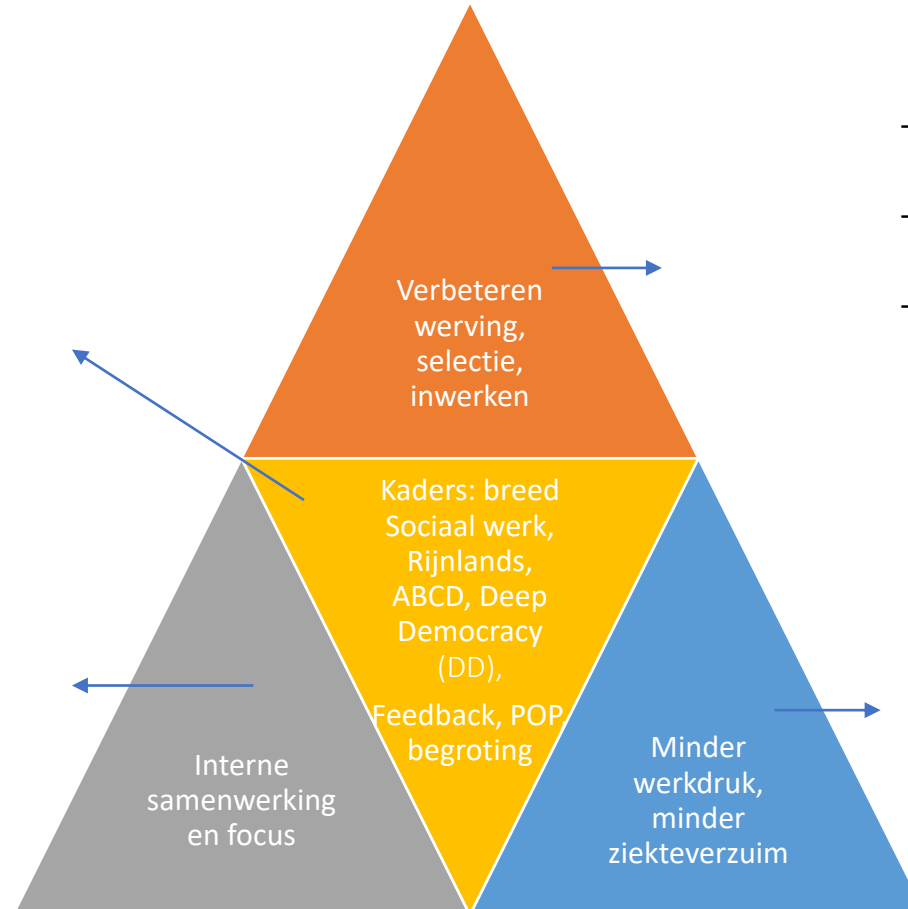 Verbeteren
werving,
selectie,
inwerken
Kaders: breed
Sociaal werk,
Rijnlands,
ABCD, Deep
Democracy
(DD),
Feedback, POP,
begroting
Interne
samenwerking
en focus
Minder
werkdruk,
minder
ziekteverzuim